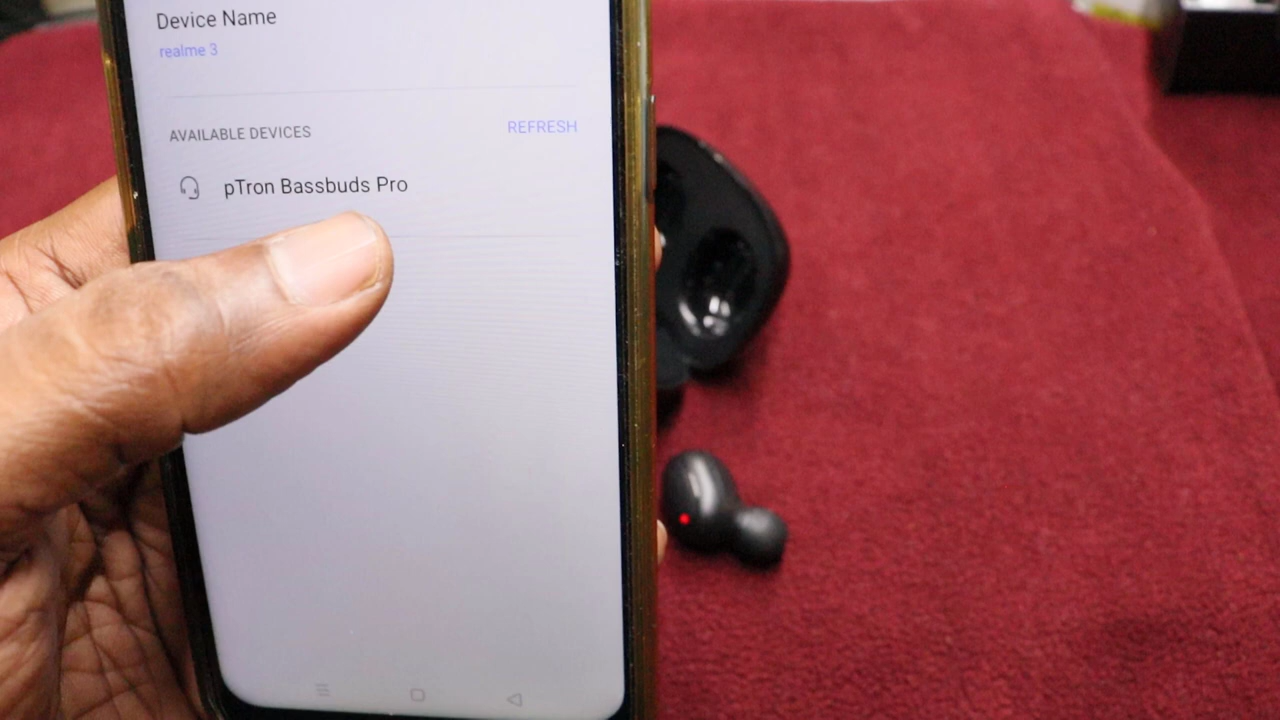 Device Name
realme 3
AVAILABLE DEVICES
REFRESH
pTron Bassbuds Pro